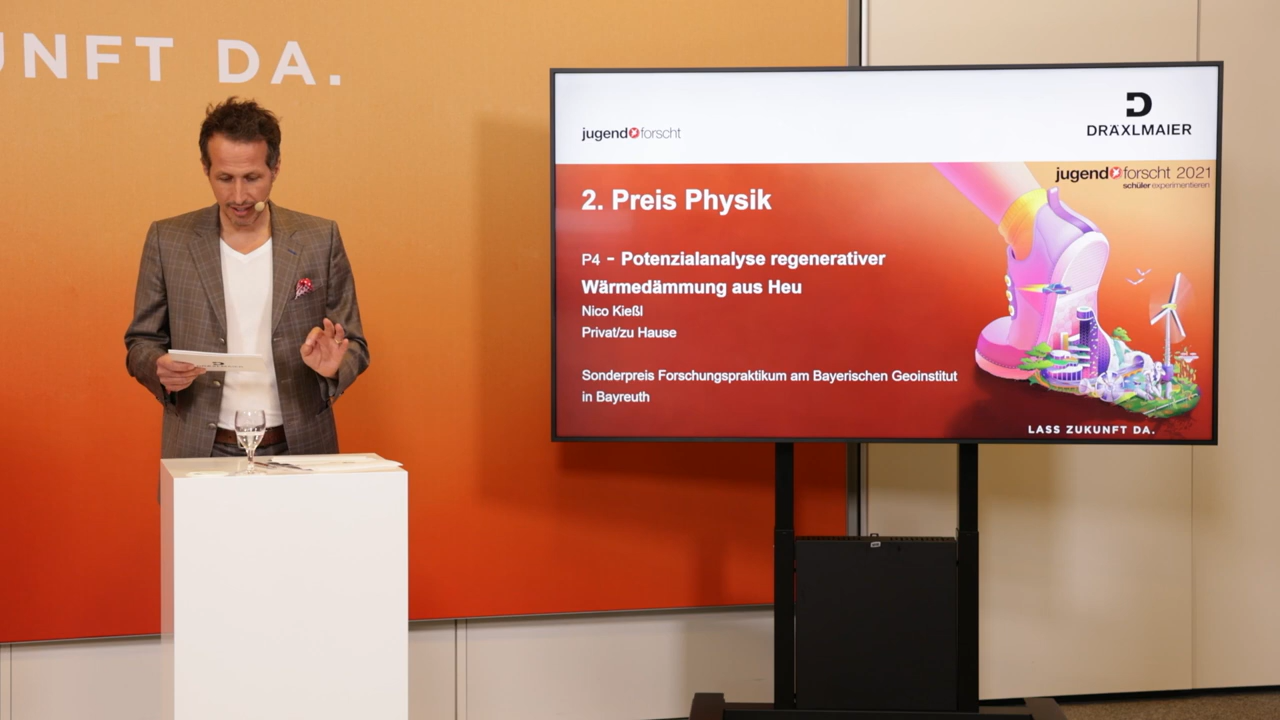 UNFT DA.
jugend forscht
DRÄXLMAIER
jugend forscht 2021
schüler experimentieren
2. Preis Physik
P4 - Potenzialanalyse regenerativer
Wärmedämmung aus Heu
Nico Kießl
Privat/zu Hause
Sonderpreis Forschungspraktikum am Bayerischen Geoinstitut
in Bayreuth
LASS ZUKUNFT DA.